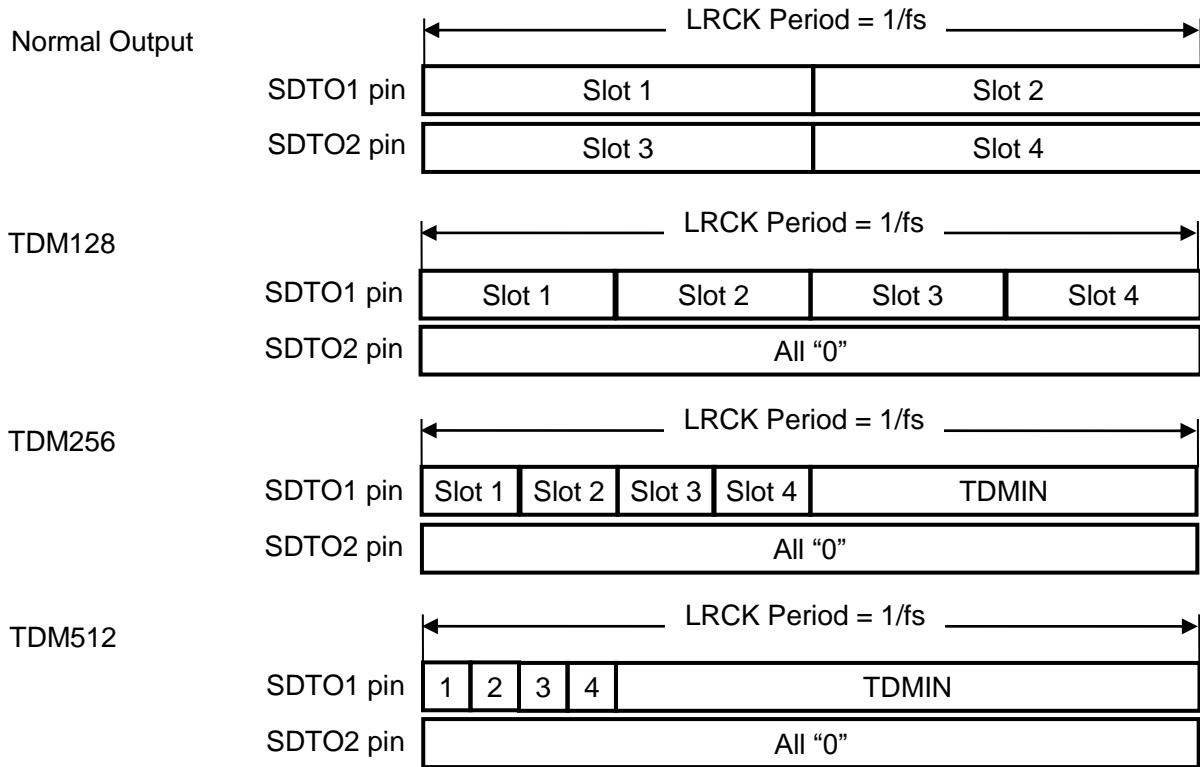 Normal Output
LRCK Period = 1/fs
SDTO1 pin Slot 1 Slot 2
SDTO2 pin Slot 3 Slot 4
TDM128
LRCK Period = 1/fs
SDTO1 pin Slot 1 Slot 2 Slot 3 Slot 4
SDTO2 pin All “0”
TDM256
LRCK Period = 1/fs
SDTO1 pin Slot 1 Slot 2 Slot 3 Slot 4 TDMIN
SDTO2 pin All “0”
TDM512
LRCK Period = 1/fs
SDTO1 pin 1 2 3 4 TDMIN
SDTO2 pin All “0”